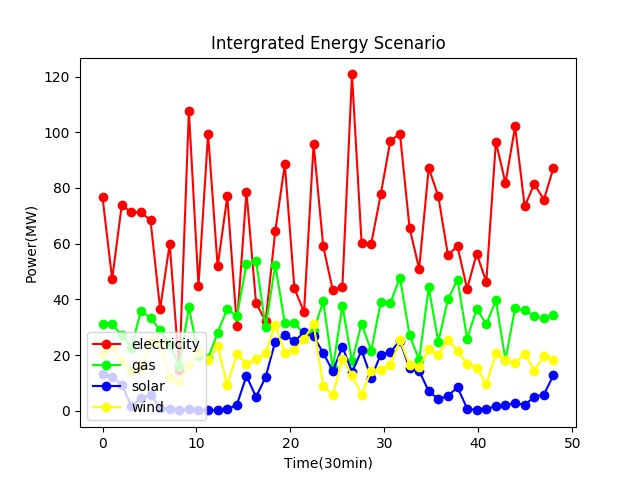 Intergrated Energy Scenario
Power(MW)
120
100
80
60
40
20
0
electricity
gas
solar
wind
0 10 20 30 40 50
Time(30min)